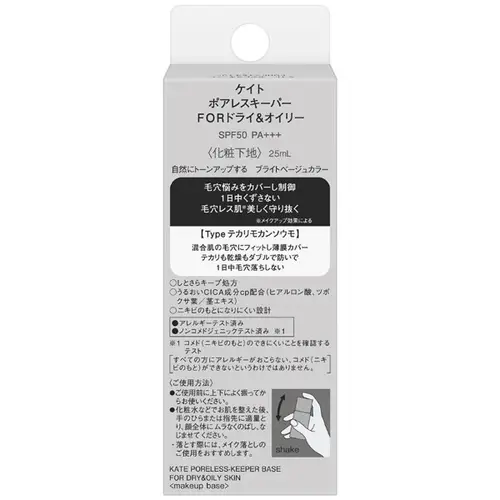 ケイト
ポアレスキーパー
FORドライ&オイリー
SPF50 PA+++
〈化粧下地〉 25mL
自然にトーンアップする ブライトベージュカラー
毛穴悩みをカバーし制御
1日中くずさない
毛穴レス肌※美しく守り抜く
※メイクアップ効果による
【Type テカリモカンソウモ】
混合肌の毛穴にフィットし薄膜カバー
テカリも乾燥もダブルで防いで
1日中毛穴落ちしない
○しとさらキープ処方
○うるおいCICA成分cp配合(ヒアルロン酸、ツボ
クサ葉/茎エキス)
○ニキビのもとになりにくい設計
●アレルギーテスト済み
●ノンコメドジェニックテスト済み ※1
※1 コメド(ニキビのもと)のできにくいことを確認する
テスト
すべての方にアレルギーがおこらない、コメド(ニキ
ビのもと)ができないというわけではありません。
〈ご使用方法〉
●ご使用前に上下によく振ってか
らお使いください。
●化粧水などでお肌を整えた後、
手のひらまたは指先に適量と
り、顔全体にムラなくのばし、な
じませてください。
・落とす際には、メイク落としの
ご使用をおすすめします。
shake
KATE PORELESS-KEEPER BASE
FOR DRY&OILY SKIN
<makeup base>